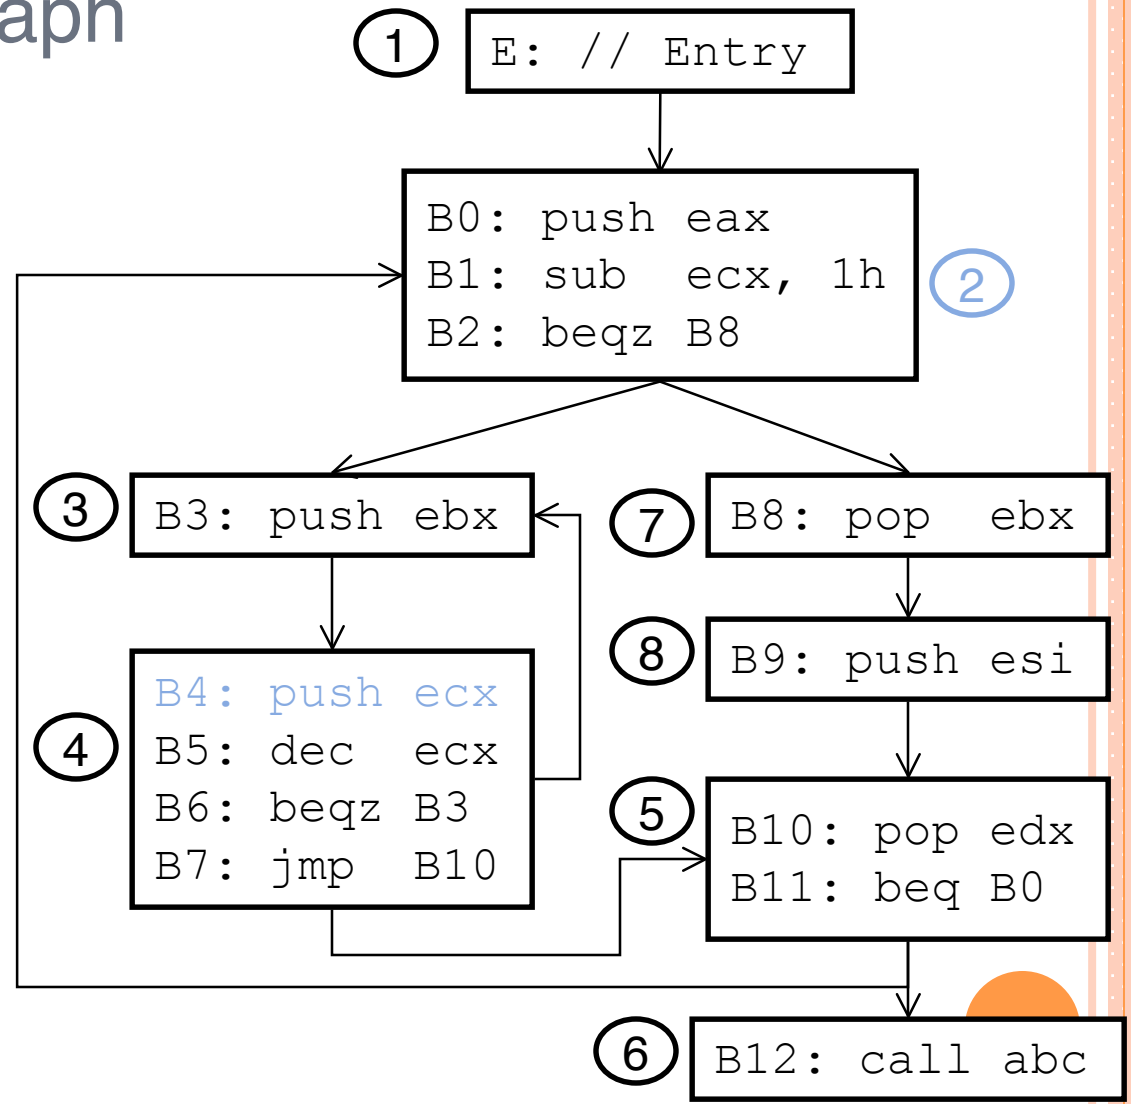 1
E: // Entry
B0: push eax
B1: sub ecx, 1h
B2: beqz B8
2
3
B3: push ebx
7
B8: pop ebx
8
B9: push esi
4
B4: push ecx
B5: dec ecx
B6: beqz B3
B7: jmp B10
5
B10: pop edx
B11: beq B0
6
B12: call abc